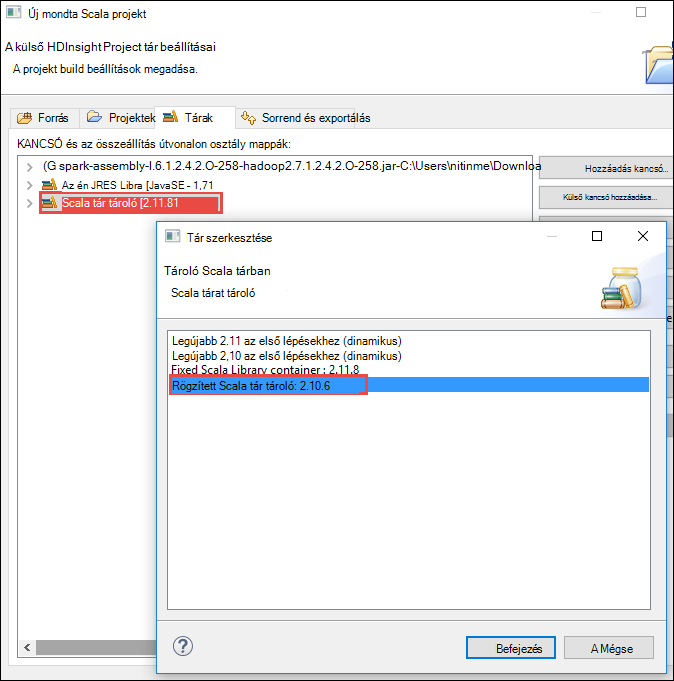 Új mondta Scala projekt
A külső HDInsight Project tár beállításai
A projekt build beállítások megadása.
Forrás
Projektek
Tárak
Sorrend és exportálás
KANCSÓ és az összeállítás útvonalon osztály mappák:
(G spark-assembly-l.6.1.2.4.2.O-258-hadoop2.7.1.2.4.2.O-258.jar-C:\Users\nitinme\Downloa
Az én JRES Libra [JavaSE - 1,71
Scala tár tároló [2.11.81
Hozzáadás kancsó...
Külső kancsó hozzáadása...
Tár szerkesztése
Tároló Scala tárban
Scala tárat tároló
Legújabb 2.11 az első lépésekhez (dinamikus)
Legújabb 2,10 az első lépésekhez (dinamikus)
Fixed Scala Library container : 2,11,8
Rögzített Scala tár tároló: 2.10.6
Befejezés
A Mégse